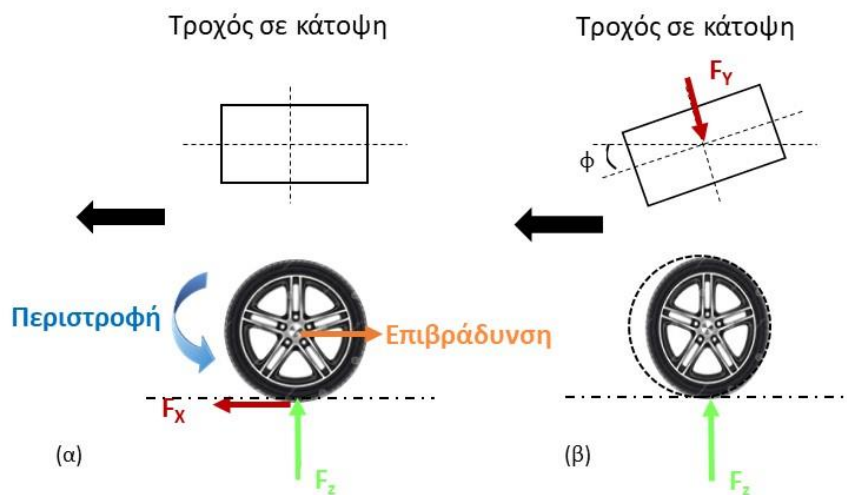 Τροχός σε κάτοψη
Τροχός σε κάτοψη
F_Y
φ
Περιστροφή
Επιβράδυνση
F_X
(α)
F_z
(β)
F_z